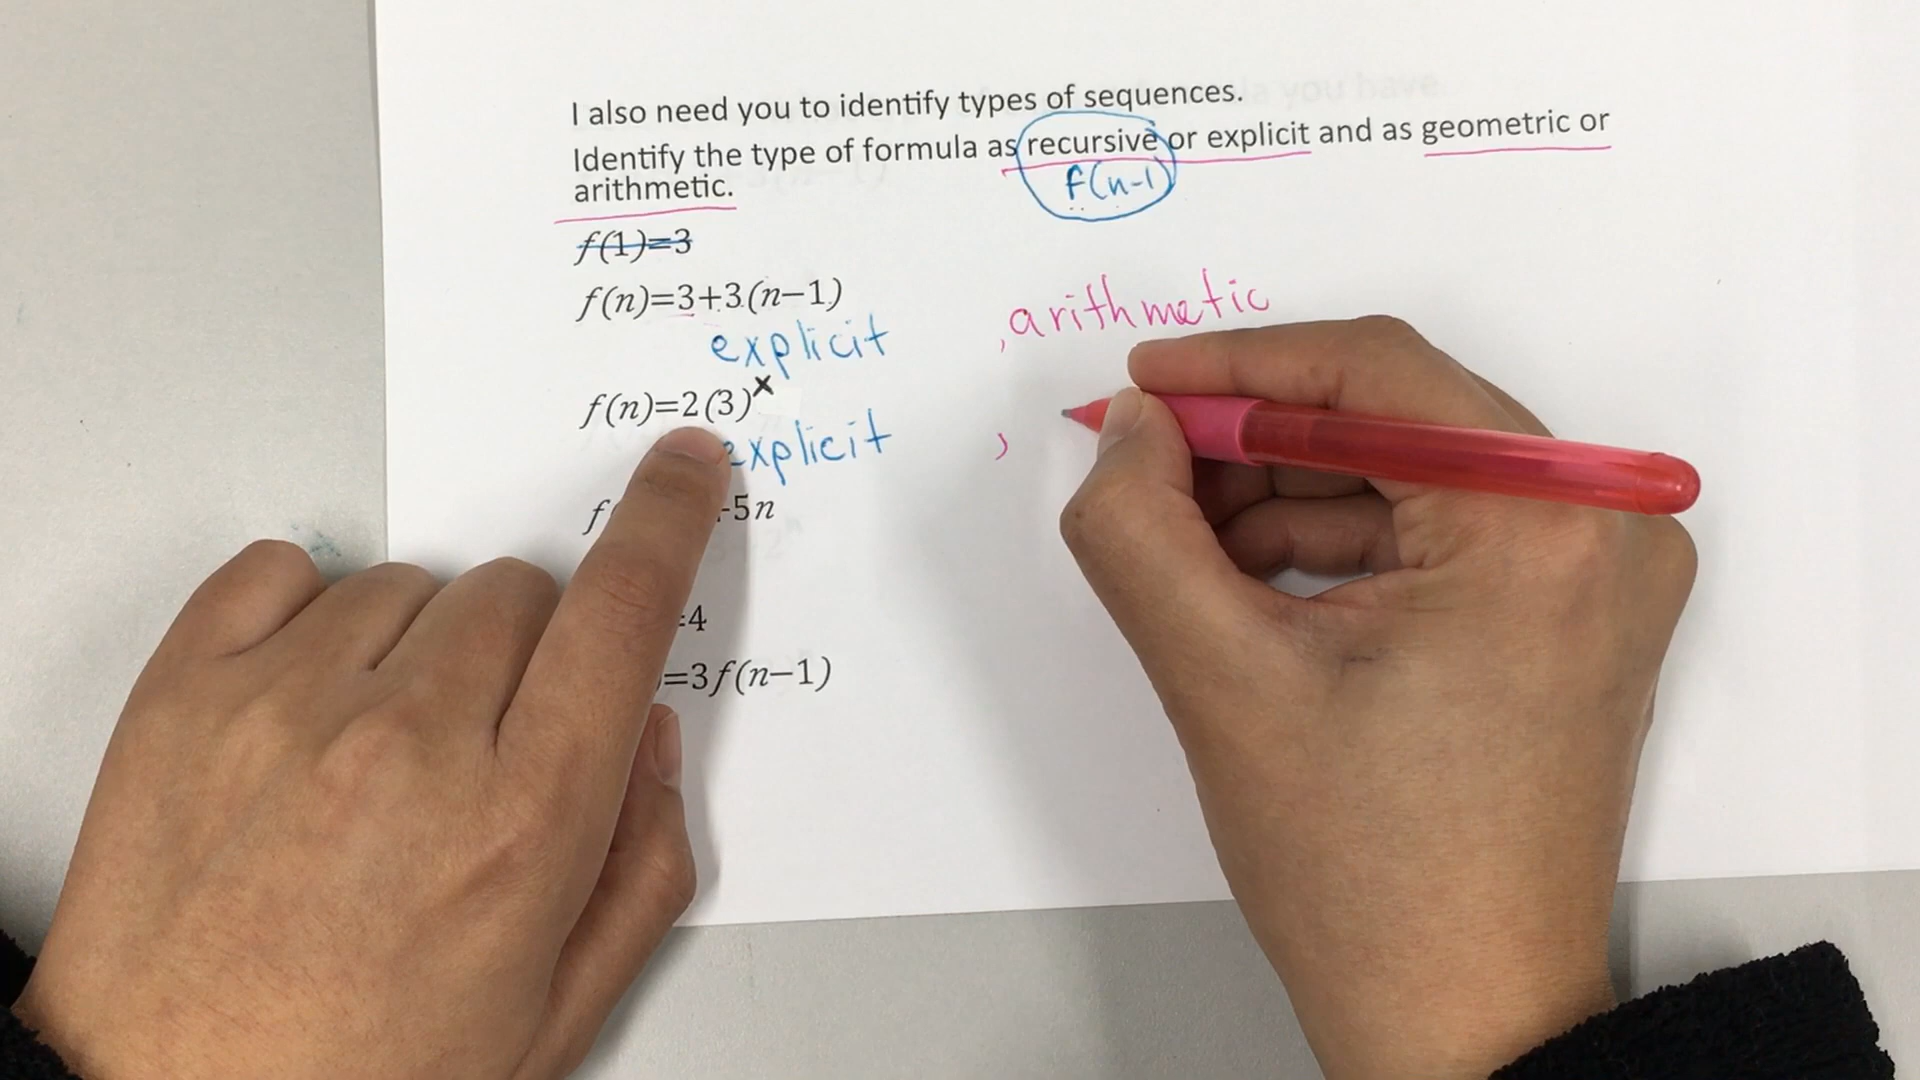 I also need you to identify types of sequences.
Identify the type of formula as recursive or explicit and as geometric or
arithmetic.
f(n-1)
f(1)=3
f(n)=3+3(n−1)
explicit , arithmetic
f(n)=2(3)^x
explicit ,
f -5n
=4
)=3f(n−1)